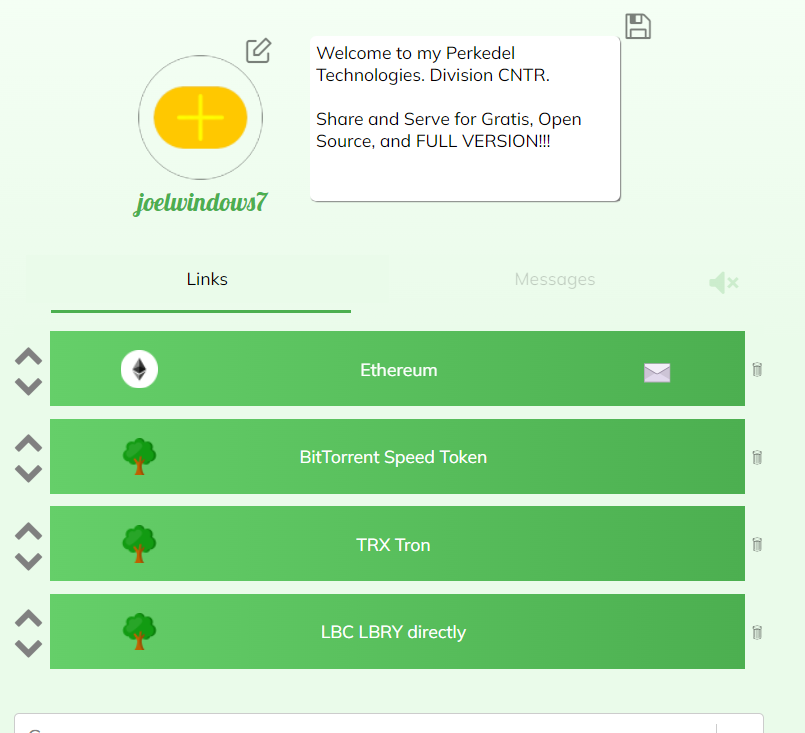 Welcome to my Perkedel
Technologies. Division CNTR.
Share and Serve for Gratis, Open
Source, and FULL VERSION!!!
joelwindows7
Links
Messages
Ethereum
BitTorrent Speed Token
TRX Tron
LBC LBRY directly